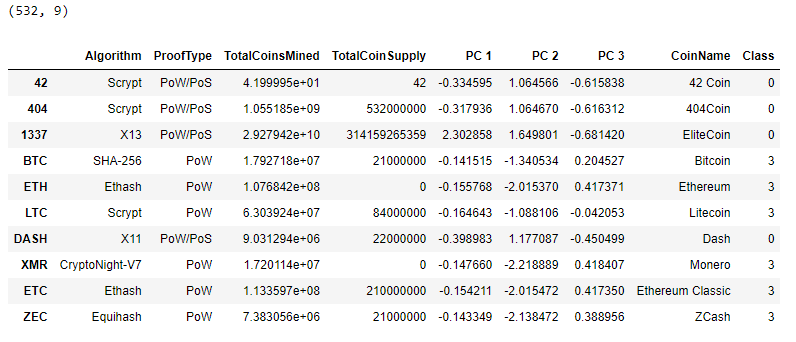 (532, 9)
Algorithm ProofType TotalCoinsMined TotalCoinSupply PC 1 PC 2 PC 3 CoinName Class
42 Scrypt PoW/PoS 4.199995e+01 42 -0.334595 1.064566 -0.615838 42 Coin 0
404 Scrypt PoW/PoS 1.055185e+09 532000000 -0.317936 1.064670 -0.616312 404Coin 0
1337 X13 PoW/PoS 2.927942e+10 314159265359 2.302858 1.649801 -0.681420 EliteCoin 0
BTC SHA-256 PoW 1.792718e+07 21000000 -0.141515 -1.340534 0.204527 Bitcoin 3
ETH Ethash PoW 1.076842e+08 0 -0.155768 -2.015370 0.417371 Ethereum 3
LTC Scrypt PoW 6.303924e+07 84000000 -0.164643 -1.088106 -0.042053 Litecoin 3
DASH X11 PoW/PoS 9.031294e+06 22000000 -0.398983 1.177087 -0.450499 Dash 0
XMR CryptoNight-V7 PoW 1.720114e+07 0 -0.147660 -2.218889 0.418407 Monero 3
ETC Ethash PoW 1.133597e+08 210000000 -0.154211 -2.015472 0.417350 Ethereum Classic 3
ZEC Equihash PoW 7.383056e+06 21000000 -0.143349 -2.138472 0.388956 ZCash 3